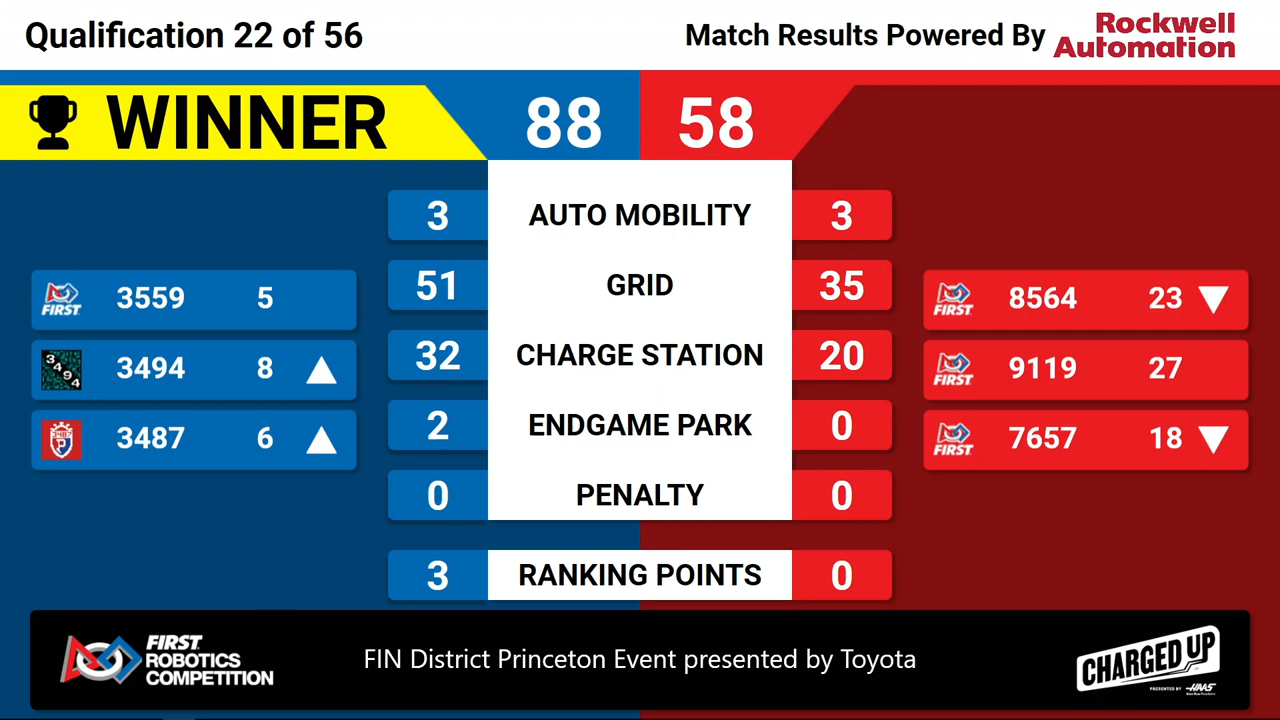 Qualification 22 of 56
Match Results Powered By
Rockwell
Automation
WINNER
88 58
3 AUTO MOBILITY 3
51 GRID 35
32 CHARGE STATION 20
2 ENDGAME PARK 0
0 PENALTY 0
3 RANKING POINTS 0
FIRST 3559 5
3494 3494 8
3487 6
FIRST 8564 23
FIRST 9119 27
FIRST 7657 18
FIRST
ROBOTICS
COMPETITION
FIN District Princeton Event presented by Toyota
CHARGED UP
PRESENTED BY HAAS